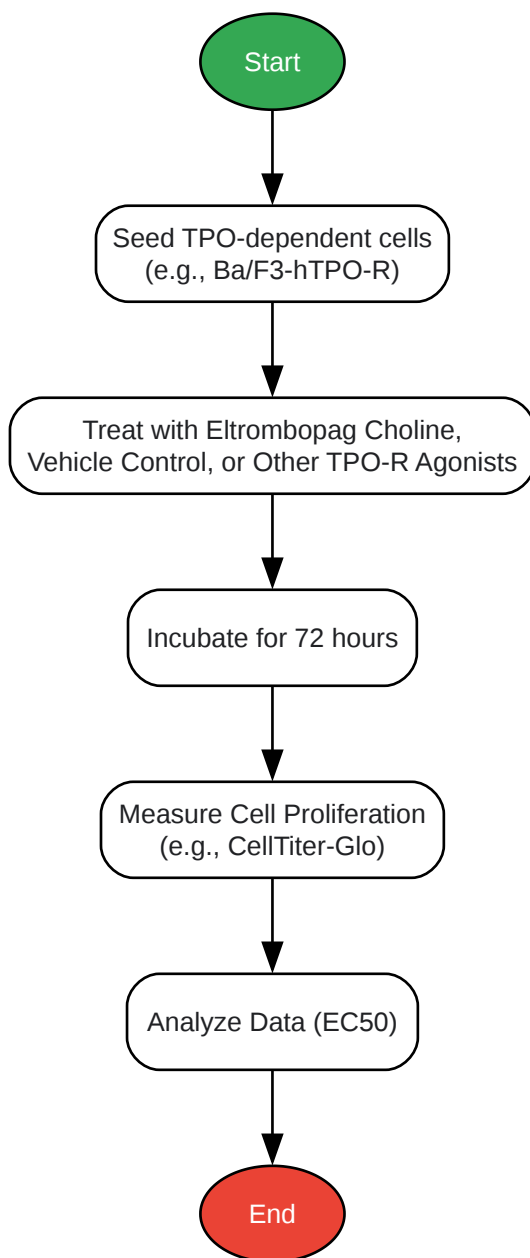 Start
Seed TPO-dependent cells
(e.g., Ba/F3-hTPO-R)
Treat with Eltrombopag Choline,
Vehicle Control, or Other TPO-R Agonists
Incubate for 72 hours
Measure Cell Proliferation
(e.g., CellTiter-Glo)
Analyze Data (EC50)
End